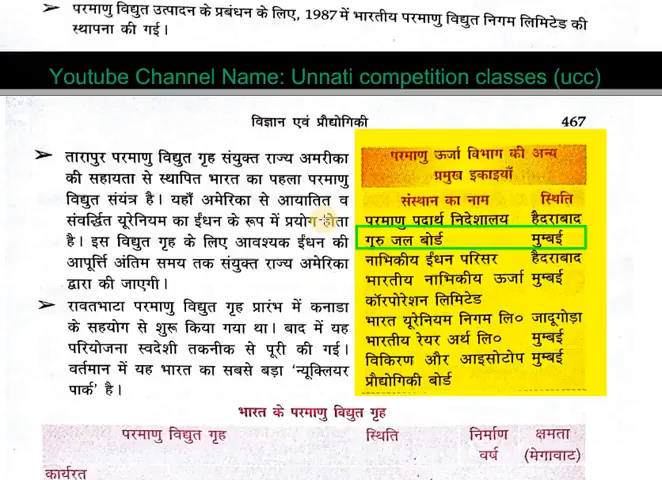 ➢ परमाणु विद्युत उत्पादन के प्रबंधन के लिए, 1987 में भारतीय परमाणु विद्युत निगम लिमिटेड की
स्थापना की गई।
Youtube Channel Name: Unnati competition classes (ucc)
विज्ञान एवं प्रौद्योगिकी 467
➢ तारापुर परमाणु विद्युत गृह संयुक्त राज्य अमरीका
की सहायता से स्थापित भारत का पहला परमाणु
विद्युत संयंत्र है। यहाँ अमेरिका से आयातित व
संवर्द्धित यूरेनियम का ईंधन के रूप में प्रयोग होता
है। इस विद्युत गृह के लिए आवश्यक ईंधन की
आपूर्त्ति अंतिम समय तक संयुक्त राज्य अमेरिका
द्वारा की जाएगी।
➢ रावतभाटा परमाणु विद्युत गृह प्रारंभ में कनाडा
के सहयोग से शुरू किया गया था। बाद में यह
परियोजना स्वदेशी तकनीक से पूरी की गई।
वर्तमान में यह भारत का सबसे बड़ा 'न्यूक्लियर
पार्क' है।
परमाणु ऊर्जा विभाग की अन्य
प्रमुख इकाइयाँ
संस्थान का नाम स्थिति
परमाणु पदार्थ निदेशालय हैदराबाद
गुरु जल बोर्ड मुम्बई
नाभिकीय ईंधन परिसर हैदराबाद
भारतीय नाभिकीय ऊर्जा मुम्बई
कॉरपोरेशन लिमिटेड
भारत यूरेनियम निगम लि० जादूगोड़ा
भारतीय रेयर अर्थ लि० मुम्बई
विकिरण और आइसोटोप मुम्बई
प्रौद्योगिकी बोर्ड
भारत के परमाणु विद्युत गृह
परमाणु विद्युत गृह स्थिति निर्माण क्षमता
वर्ष (मेगावाट)
कार्यरत